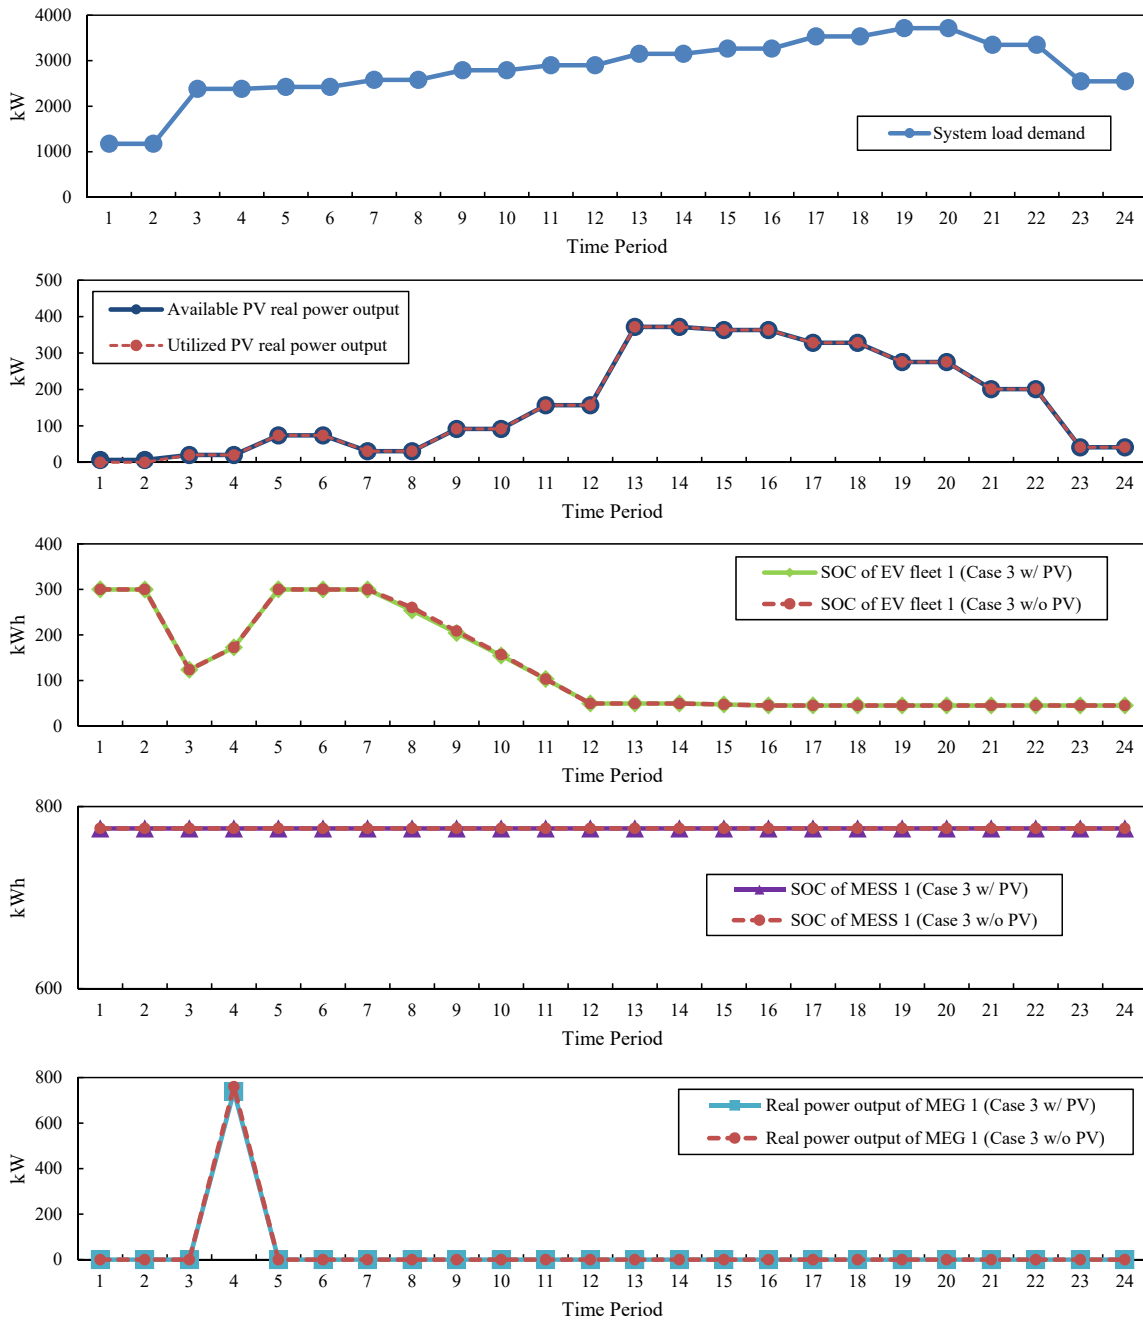 4000
3000
2000
1000
0
kW
System load demand
1 2 3 4 5 6 7 8 9 10 11 12 13 14 15 16 17 18 19 20 21 22 23 24
Time Period
500
400
300
200
100
0
kW
Available PV real power output
Utilized PV real power output
1 2 3 4 5 6 7 8 9 10 11 12 13 14 15 16 17 18 19 20 21 22 23 24
Time Period
400
300
200
100
0
kWh
SOC of EV fleet 1 (Case 3 w/ PV)
SOC of EV fleet 1 (Case 3 w/o PV)
1 2 3 4 5 6 7 8 9 10 11 12 13 14 15 16 17 18 19 20 21 22 23 24
Time Period
800
600
kWh
SOC of MESS 1 (Case 3 w/ PV)
SOC of MESS 1 (Case 3 w/o PV)
1 2 3 4 5 6 7 8 9 10 11 12 13 14 15 16 17 18 19 20 21 22 23 24
Time Period
800
600
400
200
0
kW
Real power output of MEG 1 (Case 3 w/ PV)
Real power output of MEG 1 (Case 3 w/o PV)
1 2 3 4 5 6 7 8 9 10 11 12 13 14 15 16 17 18 19 20 21 22 23 24
Time Period